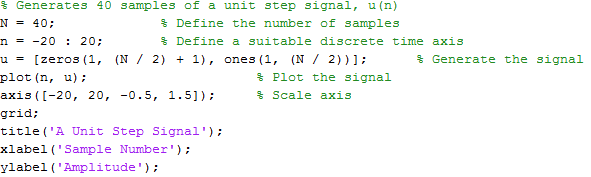 % Generates 40 samples of a unit step signal, u(n)
N = 40; % Define the number of samples
n = -20 : 20; % Define a suitable discrete time axis
u = [zeros(1, (N / 2) + 1), ones(1, (N / 2))]; % Generate the signal
plot(n, u); % Plot the signal
axis([-20, 20, -0.5, 1.5]); % Scale axis
grid;
title('A Unit Step Signal');
xlabel('Sample Number');
ylabel('Amplitude');